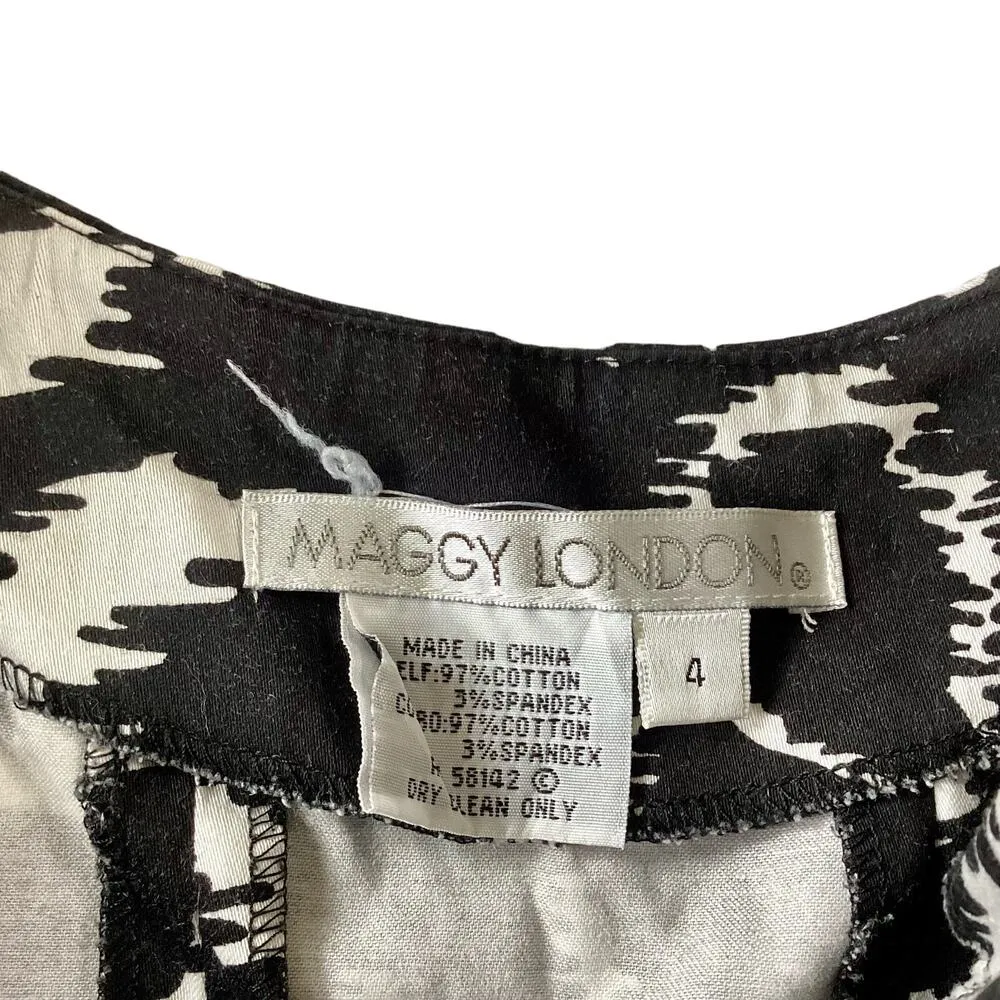 MAGGY LONDON®
MADE IN CHINA
ELF:97%COTTON
3%SPANDEX
97%COTTON
3%SPANDEX
58142 ©
DRY CLEAN ONLY
4